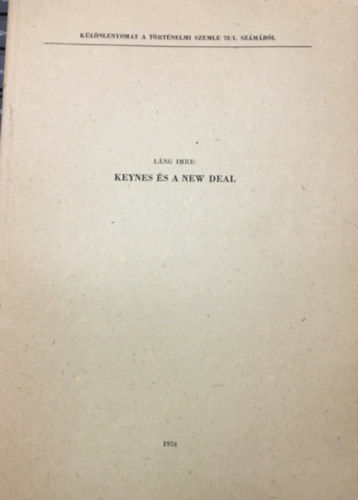 KÜLÖNLENYOMAT A TÖRTÉNELMI SZEMLE 78/1. SZÁMÁBÓL
LÁNG IMRE:
KEYNES ÉS A NEW DEAL
1978